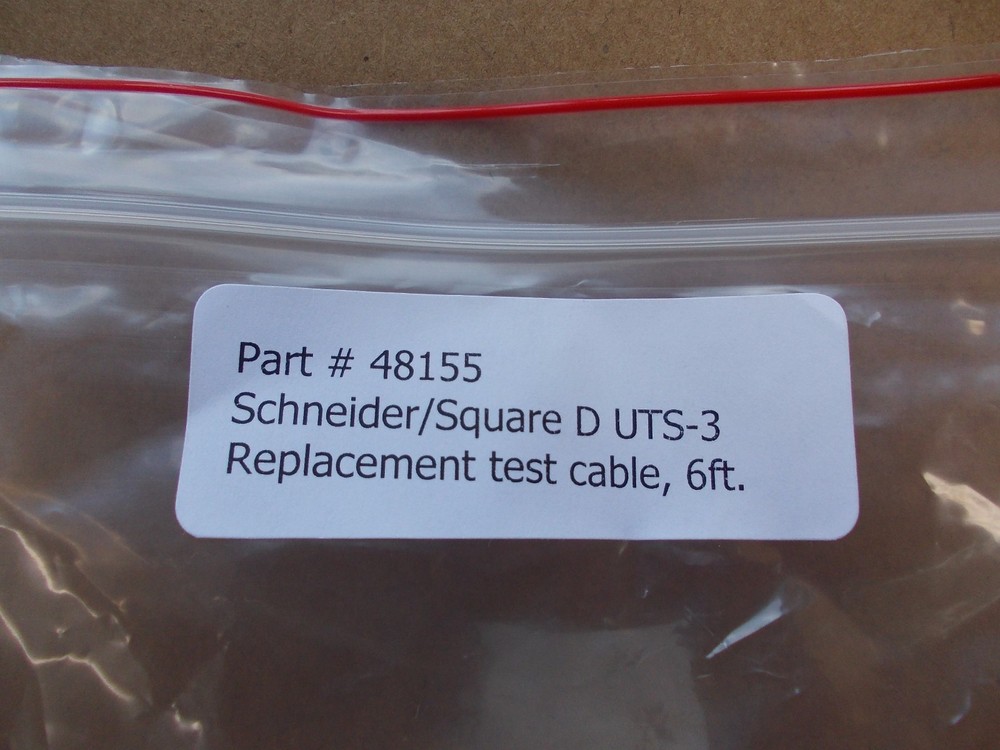 Part # 48155
Schneider/Square D UTS-3
Replacement test cable, 6ft.